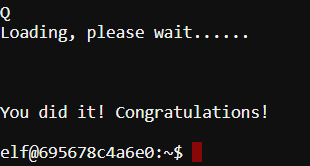 Q
Loading, please wait......
You did it! Congratulations!
elf@695678c4a6e0:~$